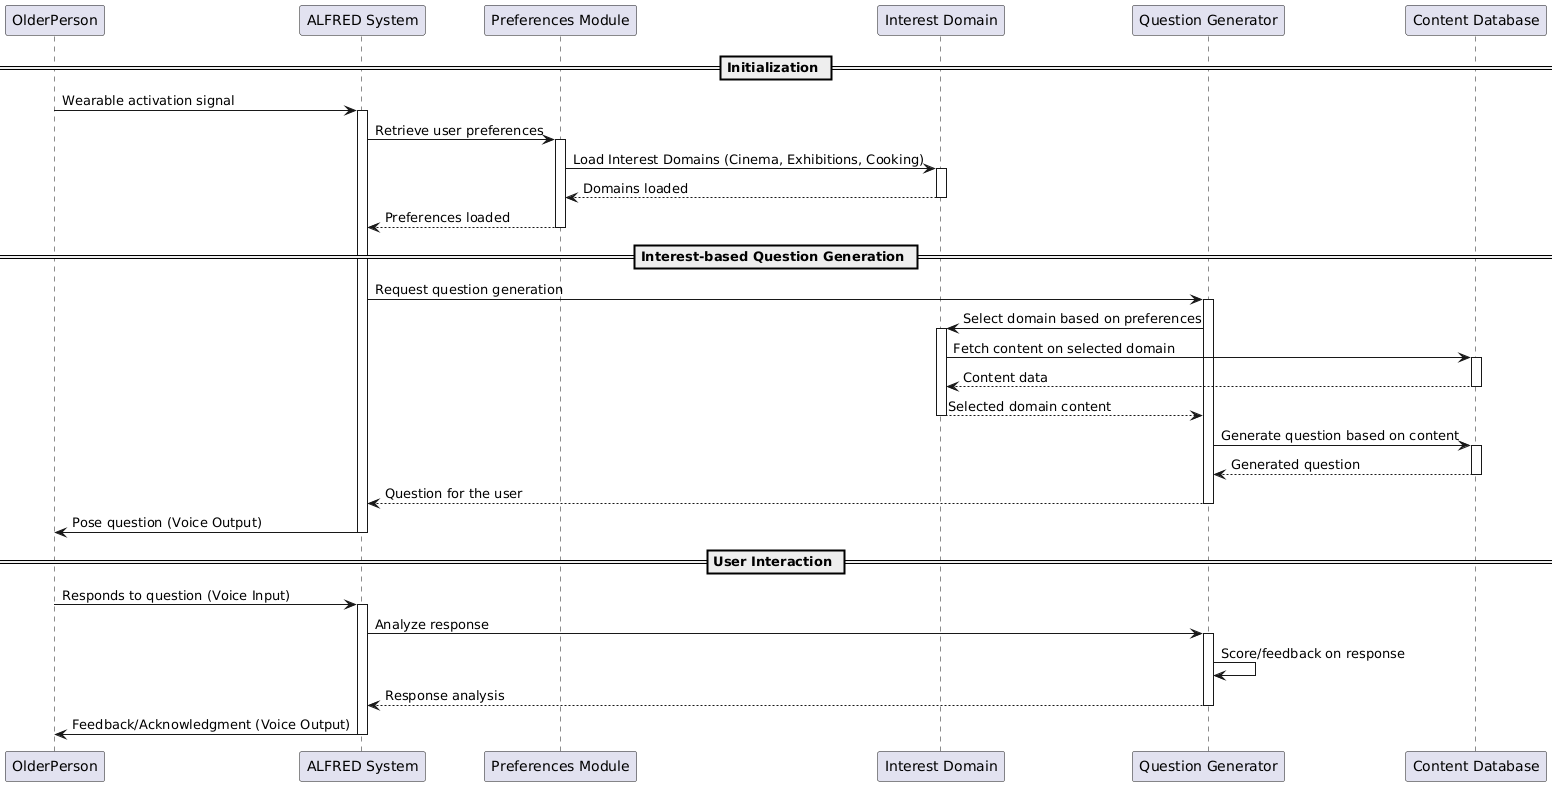 OlderPerson
ALFRED System
Preferences Module
Interest Domain
Question Generator
Content Database
Initialization
Wearable activation signal
Retrieve user preferences
Load Interest Domains (Cinema, Exhibitions, Cooking)
Domains loaded
Preferences loaded
Interest-based Question Generation
Request question generation
Select domain based on preferences
Fetch content on selected domain
Content data
Selected domain content
Generate question based on content
Generated question
Question for the user
Pose question (Voice Output)
User Interaction
Responds to question (Voice Input)
Analyze response
Score/feedback on response
Response analysis
Feedback/Acknowledgment (Voice Output)
OlderPerson
ALFRED System
Preferences Module
Interest Domain
Question Generator
Content Database